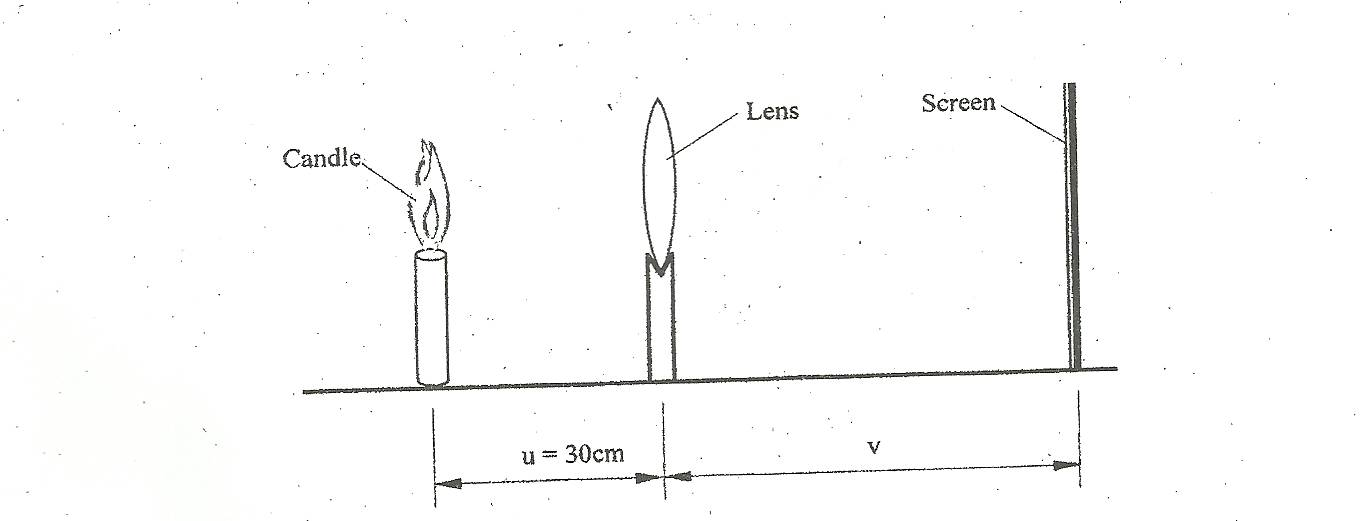 Lens
Screen
Candle
u = 30cm
v